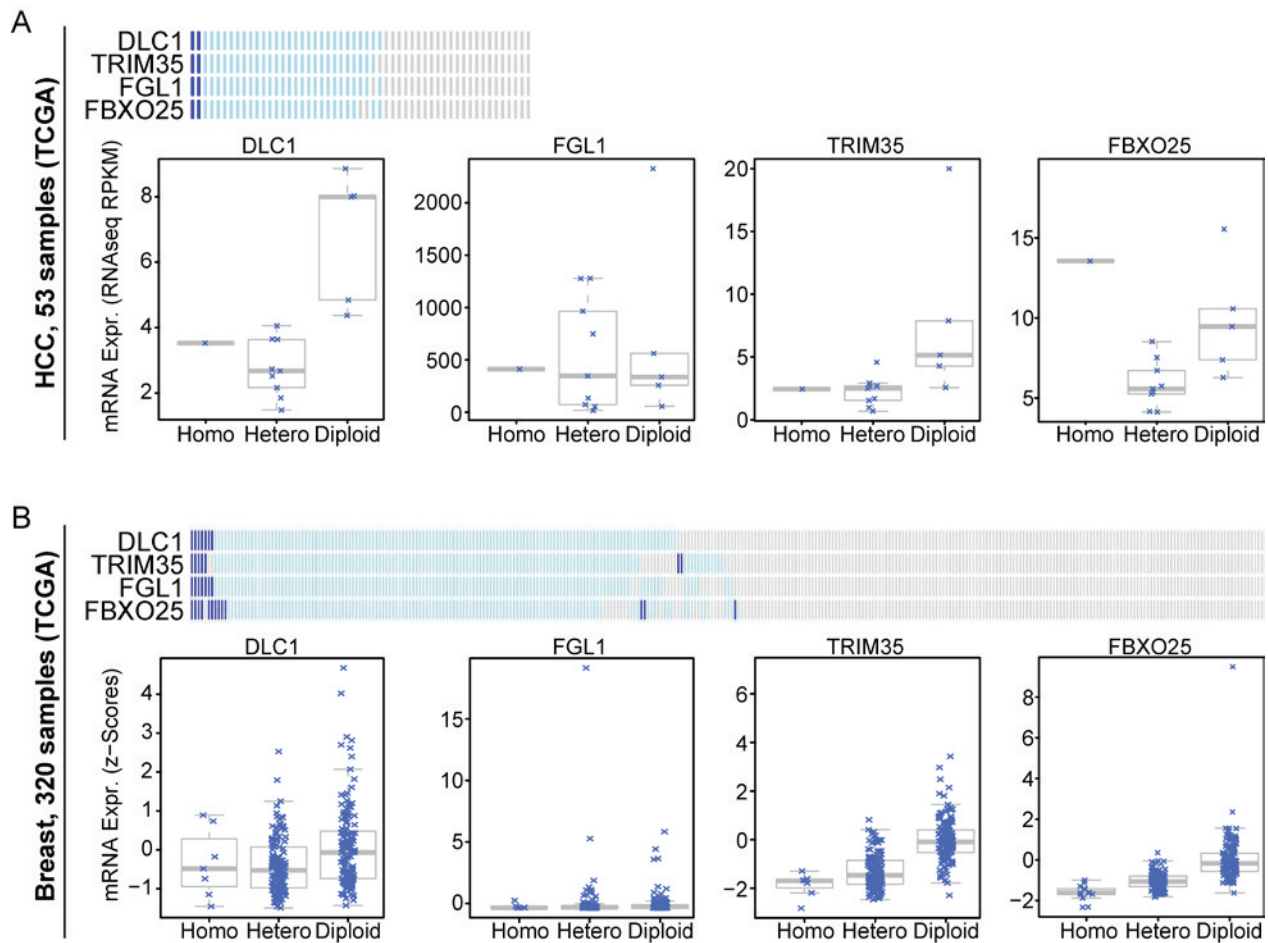 A
HCC, 53 samples (TCGA)
DLC1
TRIM35
FGL1
FBXO25
DLC1
FGL1
TRIM35
FBXO25
mRNA Expr. (RNAseq RPKM)
8
6
4
2
2000
1500
1000
500
0
20
15
10
5
0
15
10
5
Homo Hetero Diploid
Homo Hetero Diploid
Homo Hetero Diploid
Homo Hetero Diploid
B
Breast, 320 samples (TCGA)
DLC1
TRIM35
FGL1
FBXO25
DLC1
FGL1
TRIM35
FBXO25
mRNA Expr. (z−Scores)
4
3
2
1
−0
−1
15
10
5
0
6
4
2
−0
−2
8
6
4
2
−0
−2
Homo Hetero Diploid
Homo Hetero Diploid
Homo Hetero Diploid
Homo Hetero Diploid